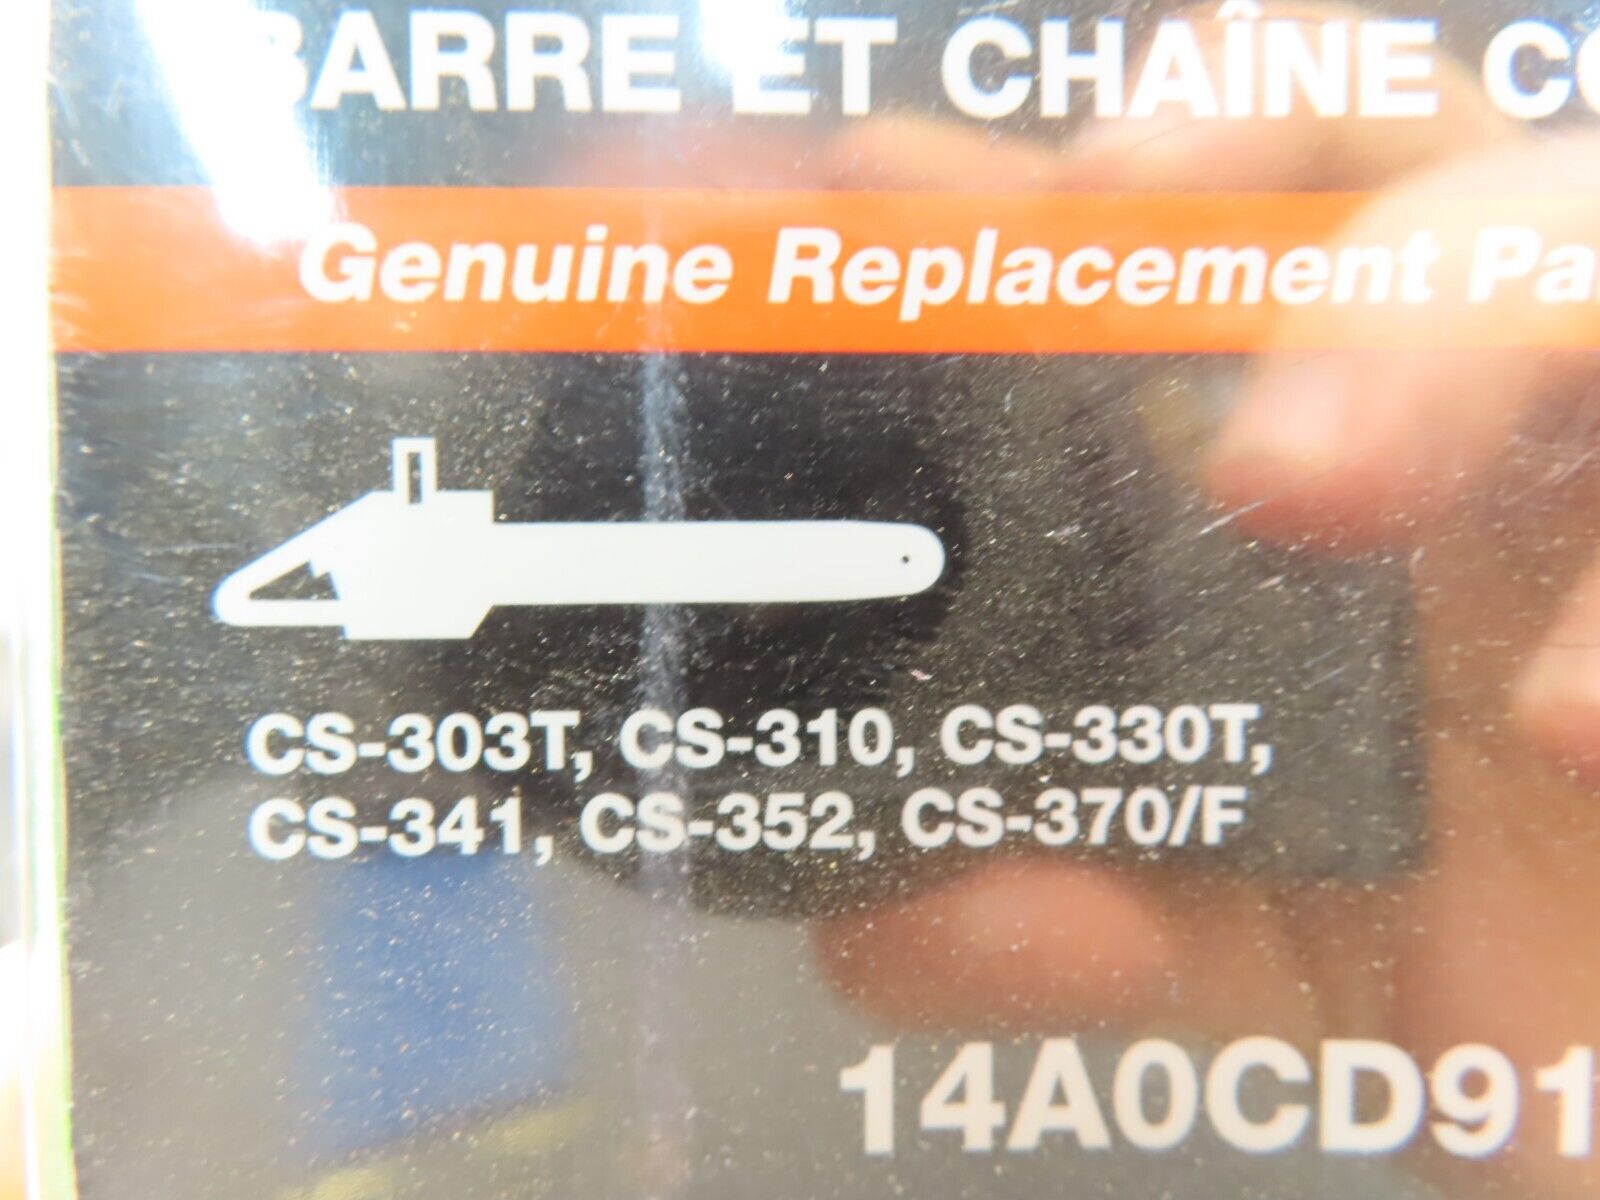 BARRE ET CHAÎNE
Genuine Replacement
CS-303T, CS-310, CS-330T,
CS-341, CS-352, CS-370/F
14A0CD91